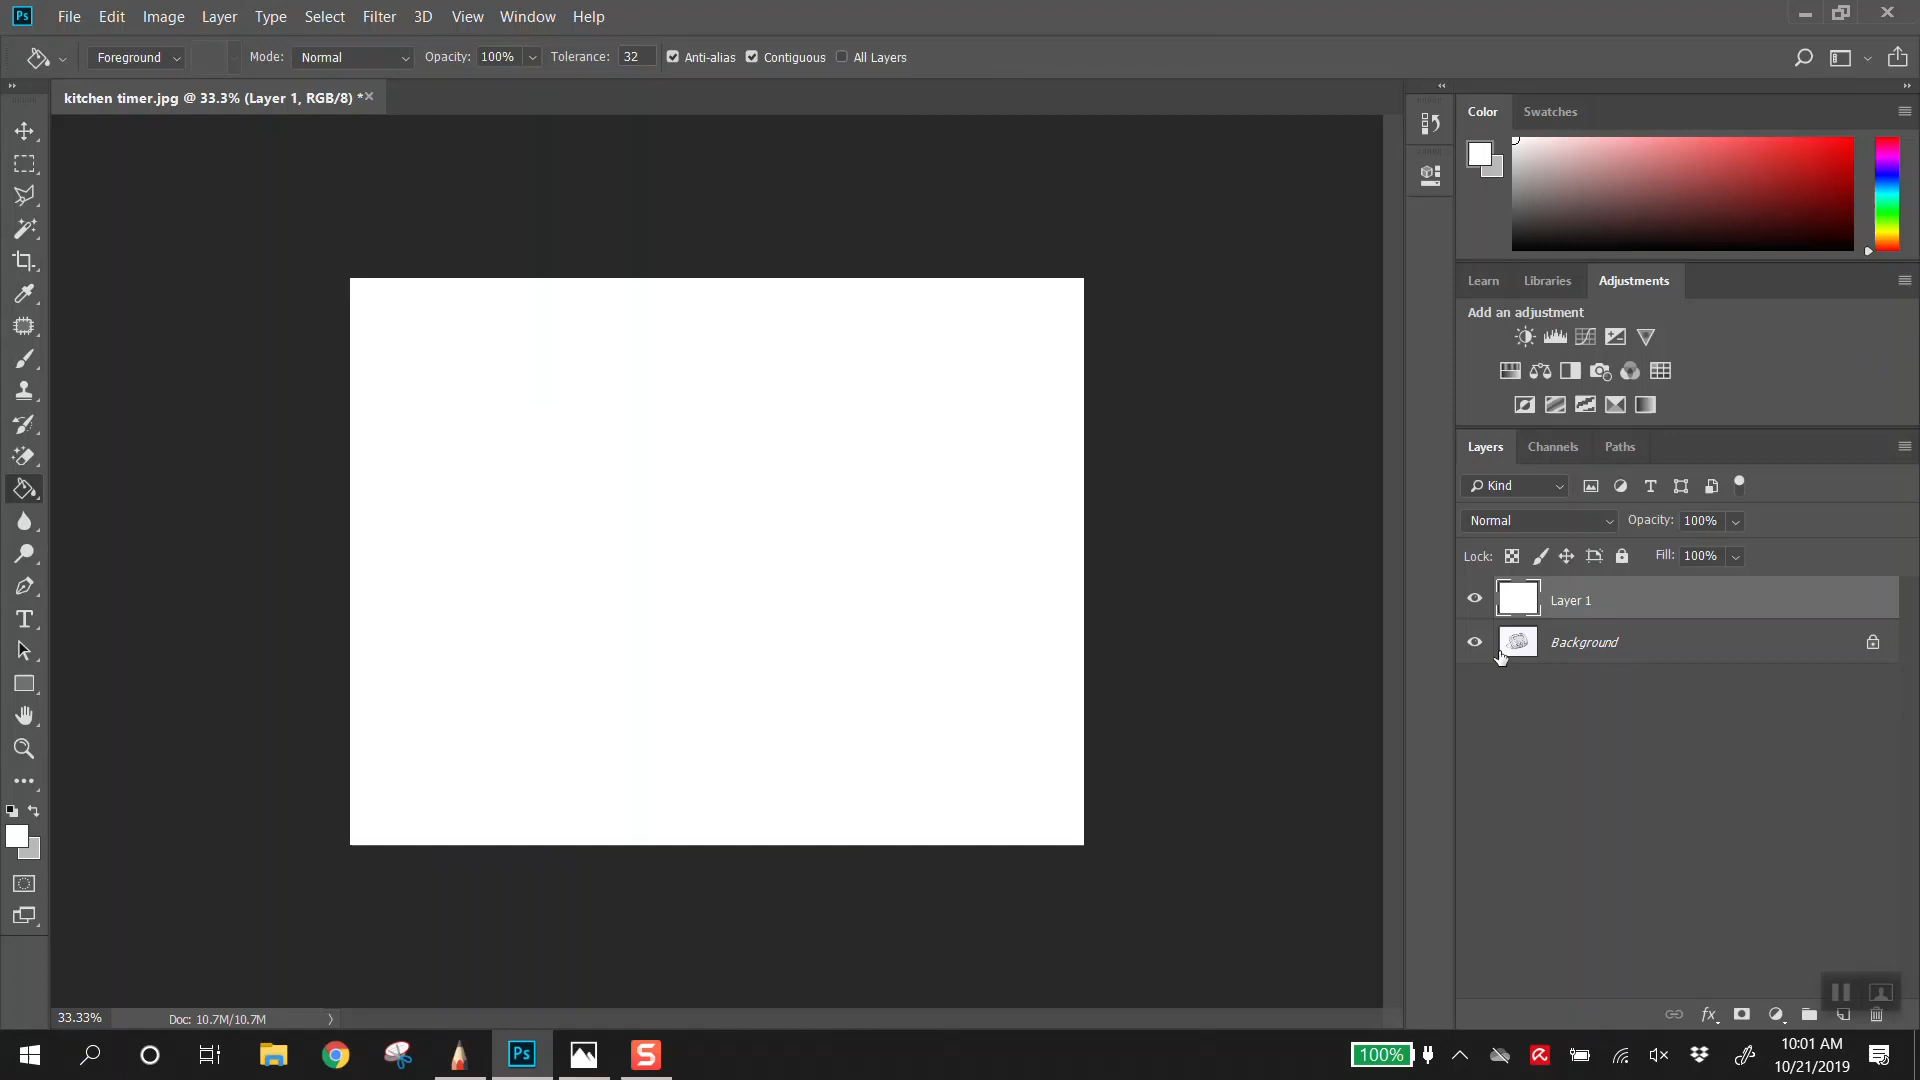 Ps File Edit Image Layer Type Select Filter 3D View Window Help
Foreground Mode: Normal Opacity: 100% Tolerance: 32 Anti-alias Contiguous All Layers
kitchen timer.jpg @ 33.3% (Layer 1, RGB/8) *
Color Swatches
Learn Libraries Adjustments
Add an adjustment
Layers Channels Paths
Kind
Normal Opacity: 100%
Lock: Fill: 100%
Layer 1
Background
fx
33.33% Doc: 10.7M/10.7M
Ps S 100% 10:01 AM
10/21/2019